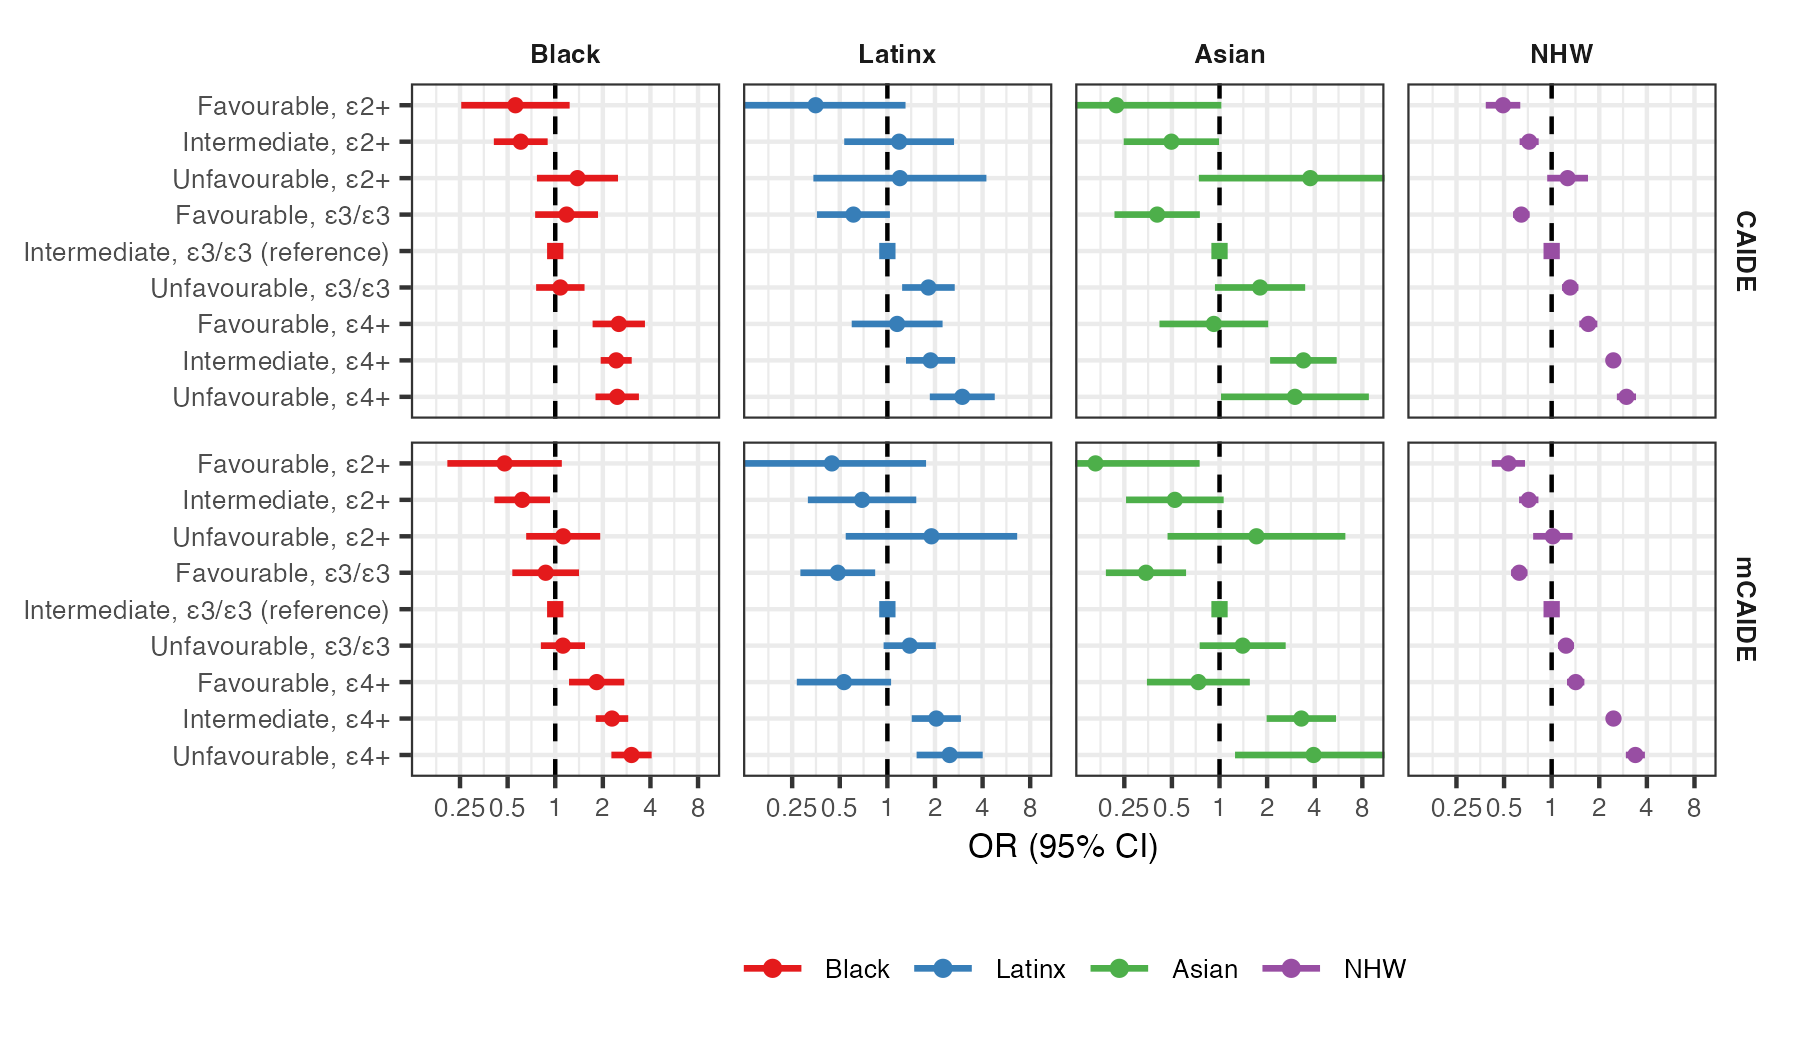 Black Latinx Asian NHW
Favourable, ε2+
Intermediate, ε2+
Unfavourable, ε2+
Favourable, ε3/ε3
Intermediate, ε3/ε3 (reference)
Unfavourable, ε3/ε3
Favourable, ε4+
Intermediate, ε4+
Unfavourable, ε4+
CAIDE
Favourable, ε2+
Intermediate, ε2+
Unfavourable, ε2+
Favourable, ε3/ε3
Intermediate, ε3/ε3 (reference)
Unfavourable, ε3/ε3
Favourable, ε4+
Intermediate, ε4+
Unfavourable, ε4+
mCAIDE
0.25 0.5 1 2 4 8 0.25 0.5 1 2 4 8 0.25 0.5 1 2 4 8 0.25 0.5 1 2 4 8
OR (95% CI)
Black Latinx Asian NHW